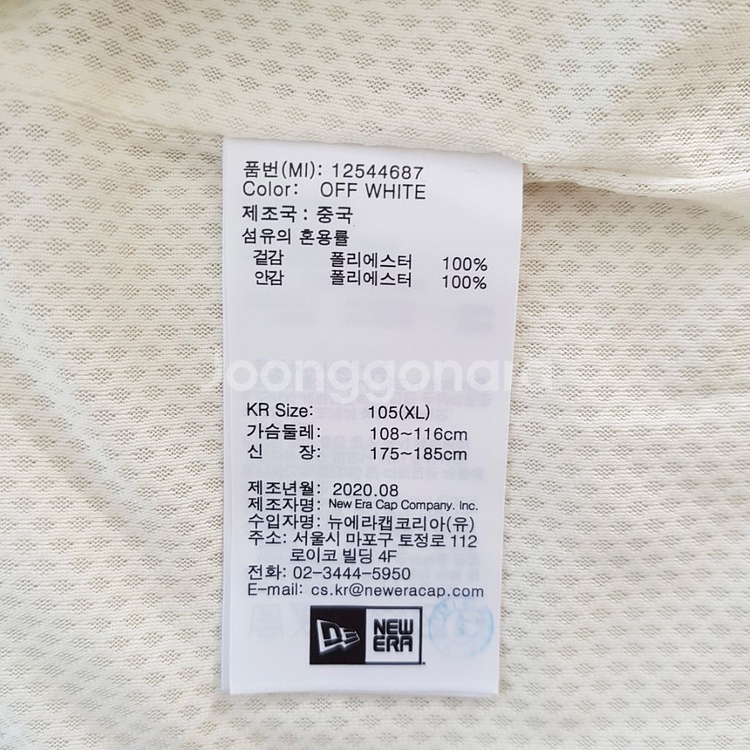 품번(MI): 12544687
Color: OFF WHITE
제조국 : 중국
섬유의 혼용률
겉감 폴리에스터 100%
안감 폴리에스터 100%
Joonggonara
KR Size: 105(XL)
가슴둘레: 108~116cm
신 장: 175~185cm
제조년월: 2020.08
제조자명: New Era Cap Company. Inc.
수입자명: 뉴에라캡코리아(유)
주소: 서울시 마포구 토정로 112
로이코 빌딩 4F
전화: 02-3444-5950
E-mail: cs.kr@neweracap.com
NEW
ERA